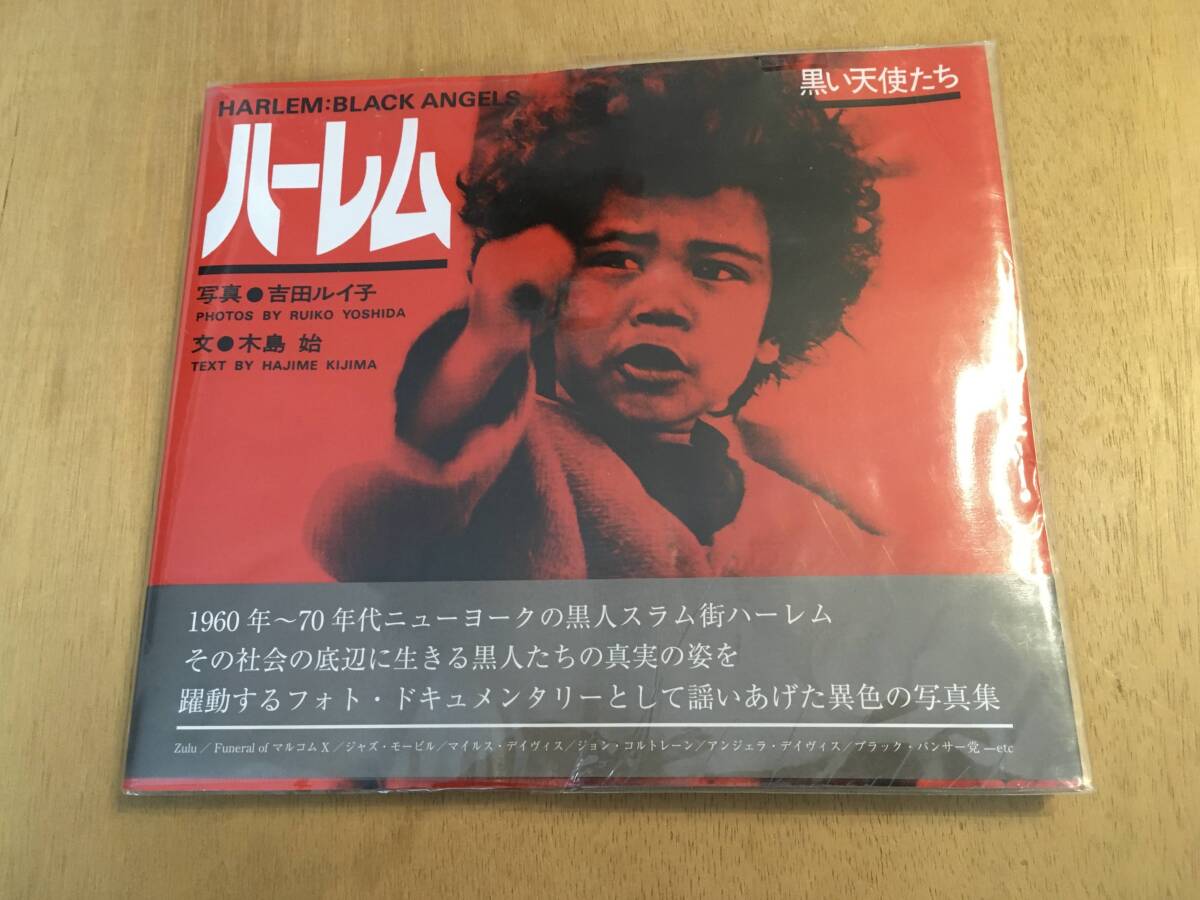 HARLEM:BLACK ANGELS
ハーレム
黒い天使たち
写真●吉田ルイ子
PHOTOS BY RUIKO YOSHIDA
文●木島 始
TEXT BY HAJIME KIJIMA
1960年〜70年代ニューヨークの黒人スラム街ハーレム
その社会の底辺に生きる黒人たちの真実の姿を
躍動するフォト・ドキュメンタリーとして謡いあげた異色の写真集
Zulu／Funeral of マルコムX／ジャズ・モービル／マイルス・デイヴィス／ジョン・コルトレーン／アンジェラ・デイヴィス／ブラック・パンサー党 —etc